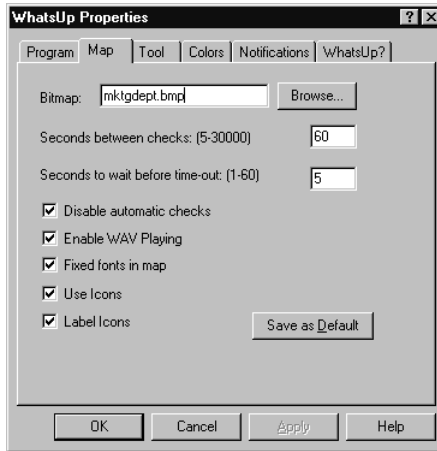 WhatsUp Properties
Program Map Tool Colors Notifications WhatsUp?
Bitmap: mktgdept.bmp Browse...
Seconds between checks: (5-30000) 60
Seconds to wait before time-out: (1-60) 5
Disable automatic checks
Enable WAV Playing
Fixed fonts in map
Use Icons
Label Icons Save as Default
OK Cancel Apply Help